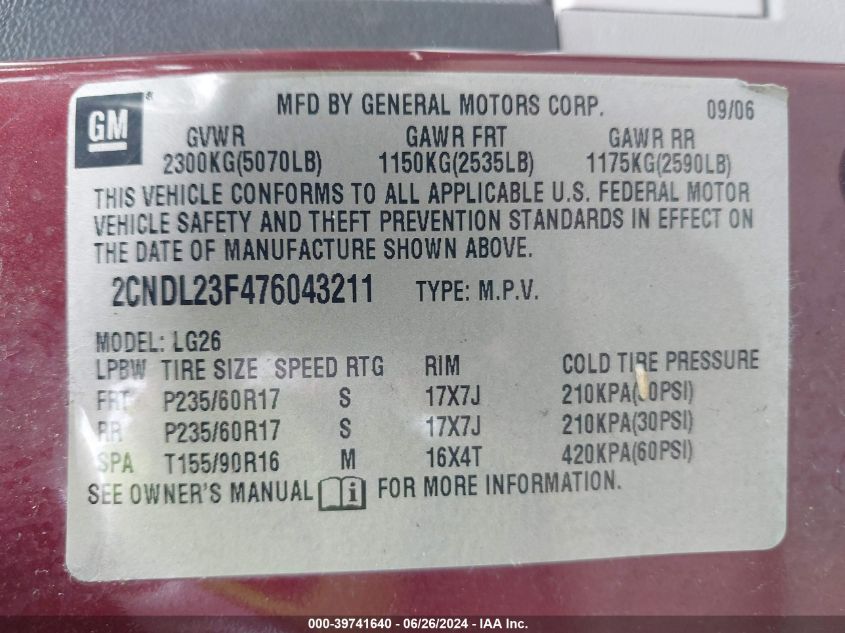 GM ® MFD BY GENERAL MOTORS CORP. 09/06
GVWR GAWR FRT GAWR RR
2300KG(5070LB) 1150KG(2535LB) 1175KG(2590LB)
THIS VEHICLE CONFORMS TO ALL APPLICABLE U.S. FEDERAL MOTOR
VEHICLE SAFETY AND THEFT PREVENTION STANDARDS IN EFFECT ON
THE DATE OF MANUFACTURE SHOWN ABOVE.
2CNDL23F476043211 TYPE: M.P.V.
MODEL: LG26
LPBW TIRE SIZE SPEED RTG RIM COLD TIRE PRESSURE
FRT P235/60R17 S 17X7J 210KPA(30PSI)
RR P235/60R17 S 17X7J 210KPA(30PSI)
SPA T155/90R16 M 16X4T 420KPA(60PSI)
SEE OWNER'S MANUAL i FOR MORE INFORMATION.
000-39741640 - 06/26/2024 - IAA Inc.